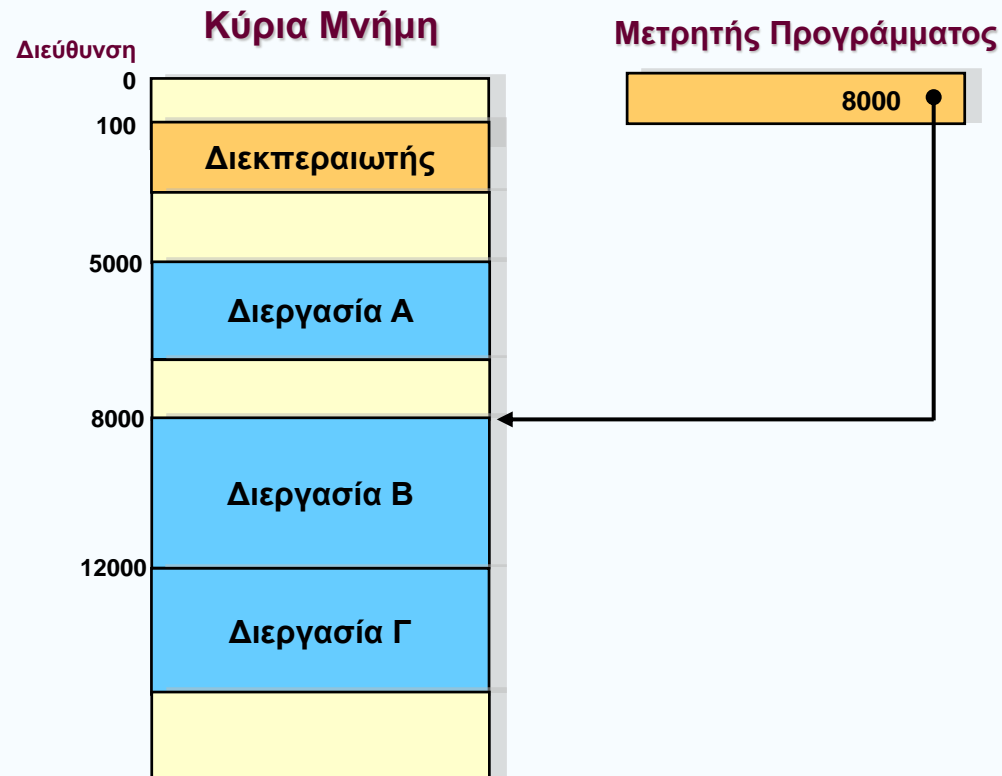 Κύρια Μνήμη
Μετρητής Προγράμματος
Διεύθυνση
0
8000
100
Διεκπεραιωτής
5000
Διεργασία Α
8000
Διεργασία Β
12000
Διεργασία Γ